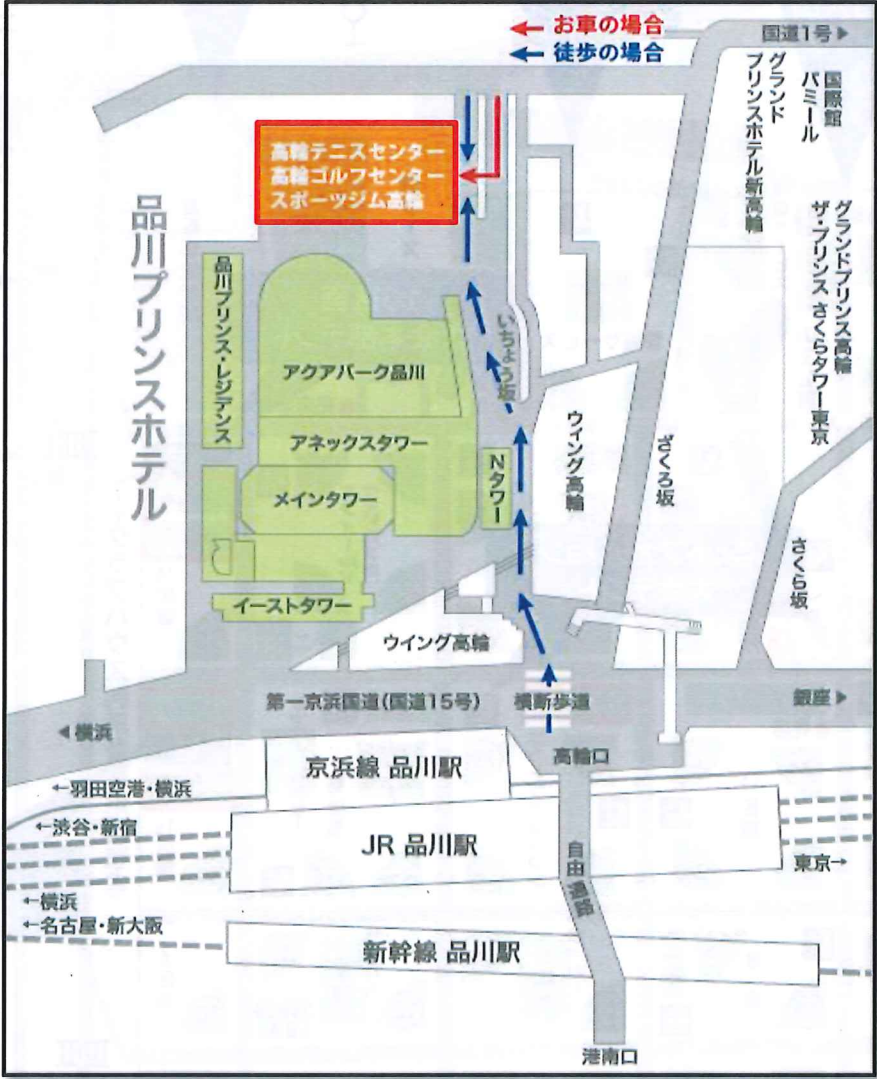 ← お車の場合
← 徒歩の場合
国道1号▶
高輪テニスセンター
高輪ゴルフセンター
スポーツジム高輪
国際館
パミール
グランド
プリンスホテル新高輪
グランドプリンス高輪
ザ・プリンス さくらタワー東京
品川プリンスホテル
品川プリンス・レジデンス
いちょう坂
アクアパーク品川
アネックスタワー
メインタワー
Nタワー
ウィング高輪
ざくろ坂
さくら坂
イーストタワー
ウイング高輪
第一京浜国道(国道15号)
横断歩道
銀座▶
◀横浜
高輪口
京浜線 品川駅
←羽田空港・横浜
←渋谷・新宿
JR 品川駅
自由通路
東京→
←横浜
←名古屋・新大阪
新幹線 品川駅
港南口